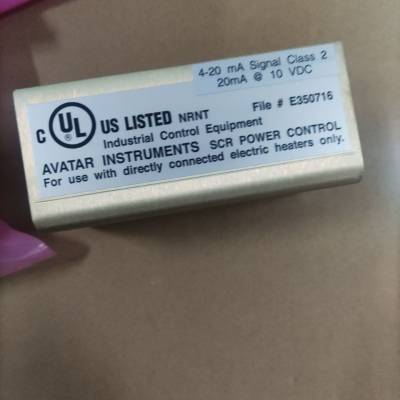 4-20 mA Signal Class 2
20mA @ 10 VDC
C UL US LISTED NRNT File # E350716
Industrial Control Equipment
AVATAR INSTRUMENTS SCR POWER CONTROL
For use with directly connected electric heaters only.